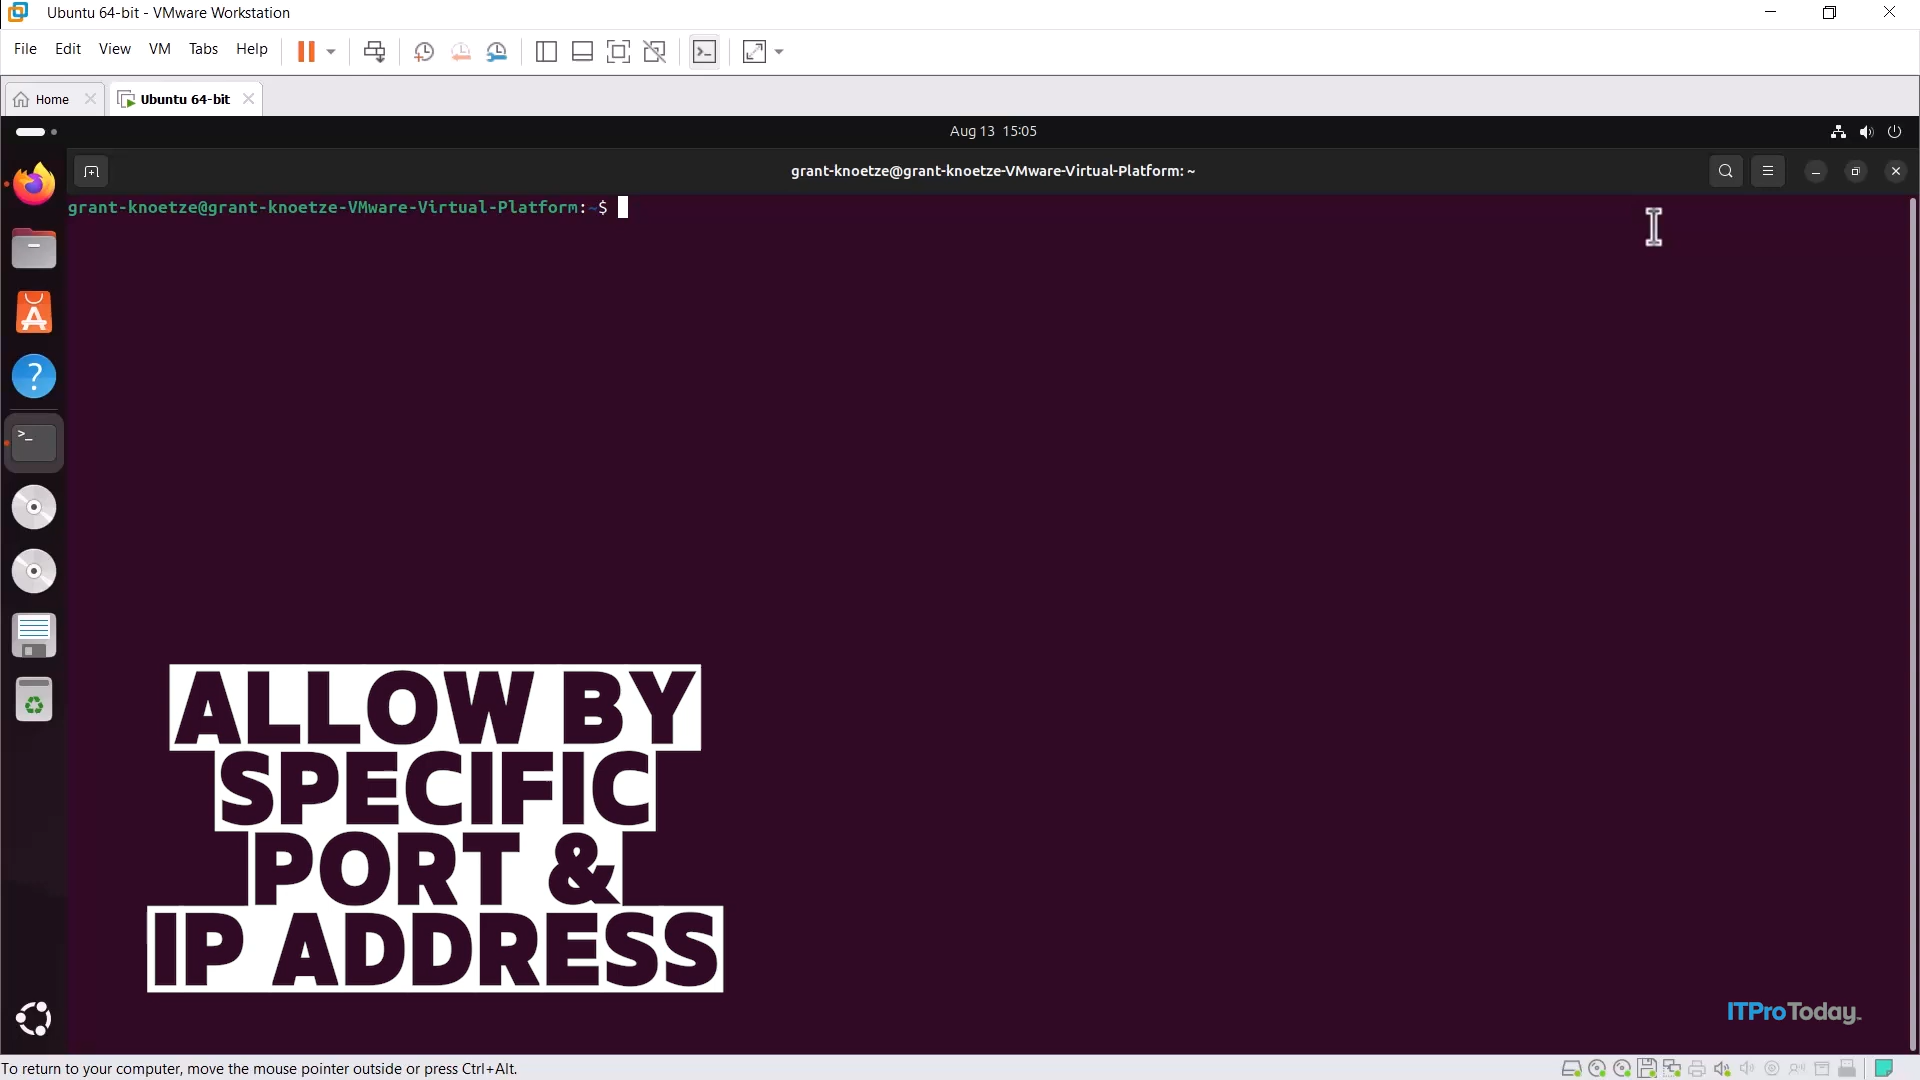 Ubuntu 64-bit - VMware Workstation
File Edit View VM Tabs Help
Home Ubuntu 64-bit
Aug 13 15:05
grant-knoetze@grant-knoetze-VMware-Virtual-Platform: ~
grant-knoetze@grant-knoetze-VMware-Virtual-Platform:~$
ALLOW BY
SPECIFIC
PORT &
IP ADDRESS
ITProToday
To return to your computer, move the mouse pointer outside or press Ctrl+Alt.